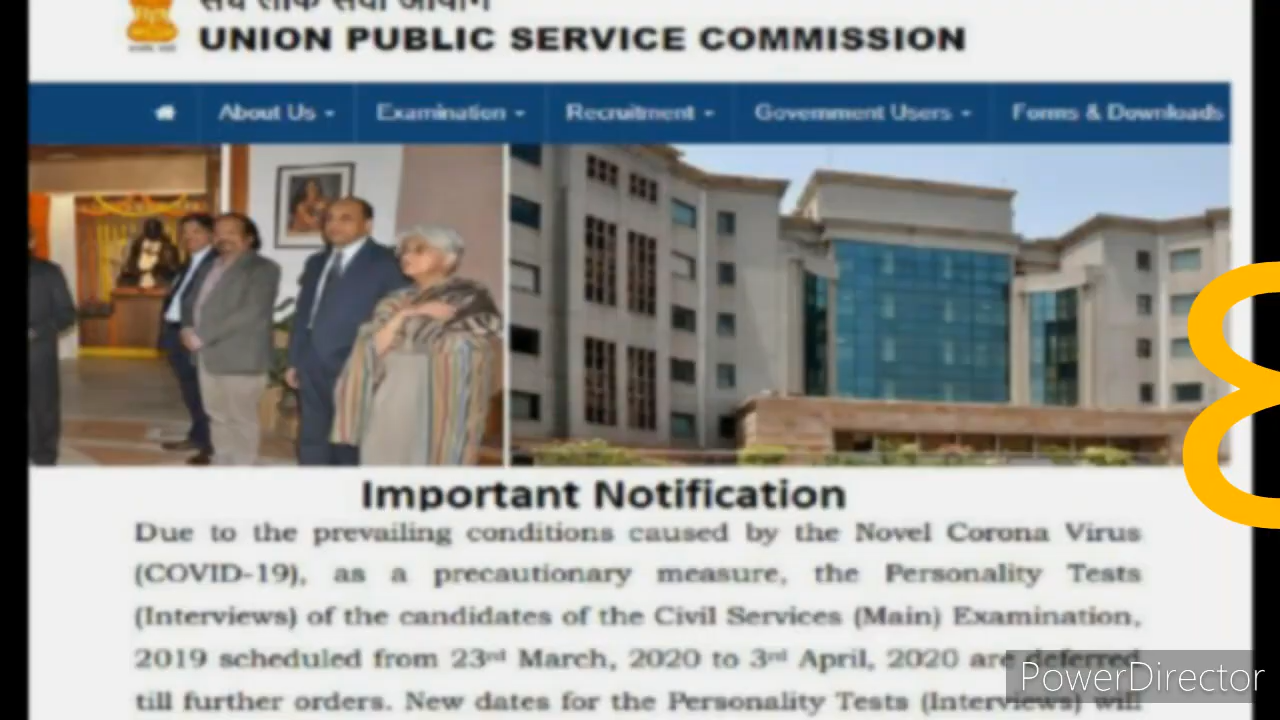 संघ लोक सेवा आयोग
UNION PUBLIC SERVICE COMMISSION
About Us
Examination
Recruitment
Government Users
Forms & Downloads
8
Important Notification
Due to the prevailing conditions caused by the Novel Corona Virus
(COVID-19), as a precautionary measure, the Personality Tests
(Interviews) of the candidates of the Civil Services (Main) Examination,
2019 scheduled from 23rd March, 2020 to 3rd April, 2020 are deferred
till further orders. New dates for the Personality Tests (Interviews) will
PowerDirector